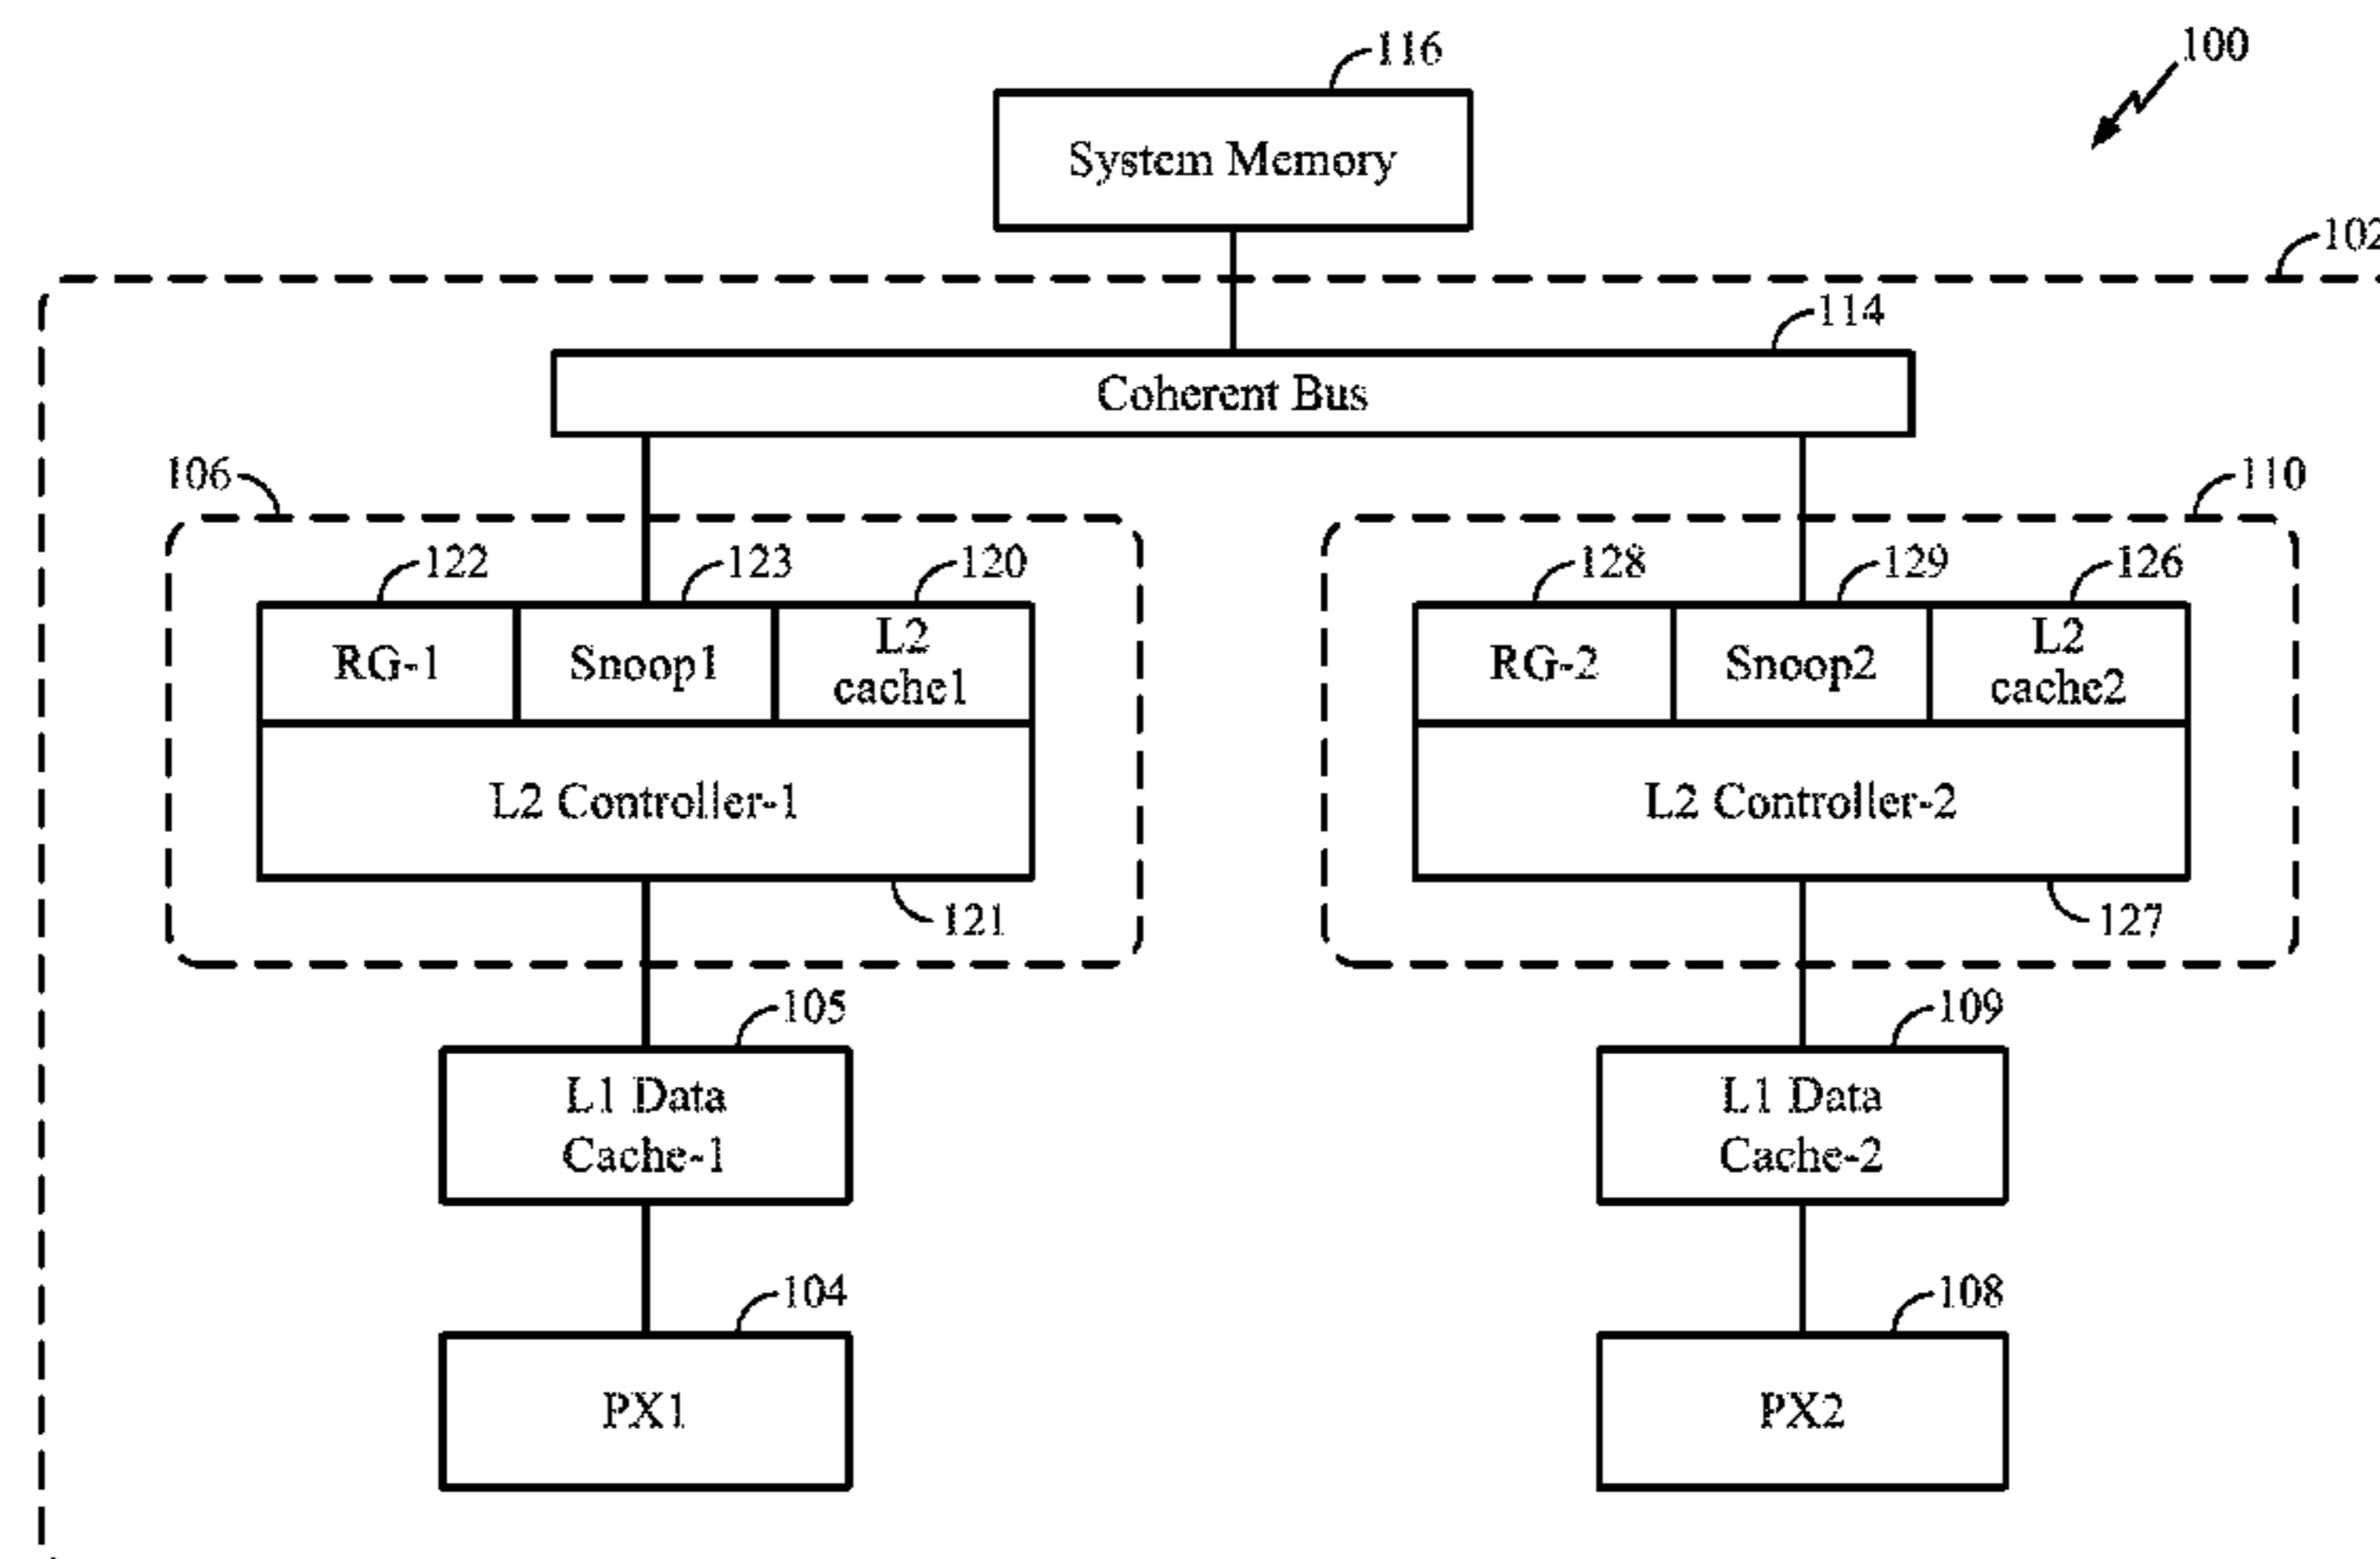 116
100
System Memory
102
114
Coherent Bus
106
110
122
123
120
128
129
126
RG-1
Snoop1
L2
cache1
RG-2
Snoop2
L2
cache2
L2 Controller-1
L2 Controller-2
121
127
105
109
L1 Data
Cache-1
L1 Data
Cache-2
104
108
PX1
PX2